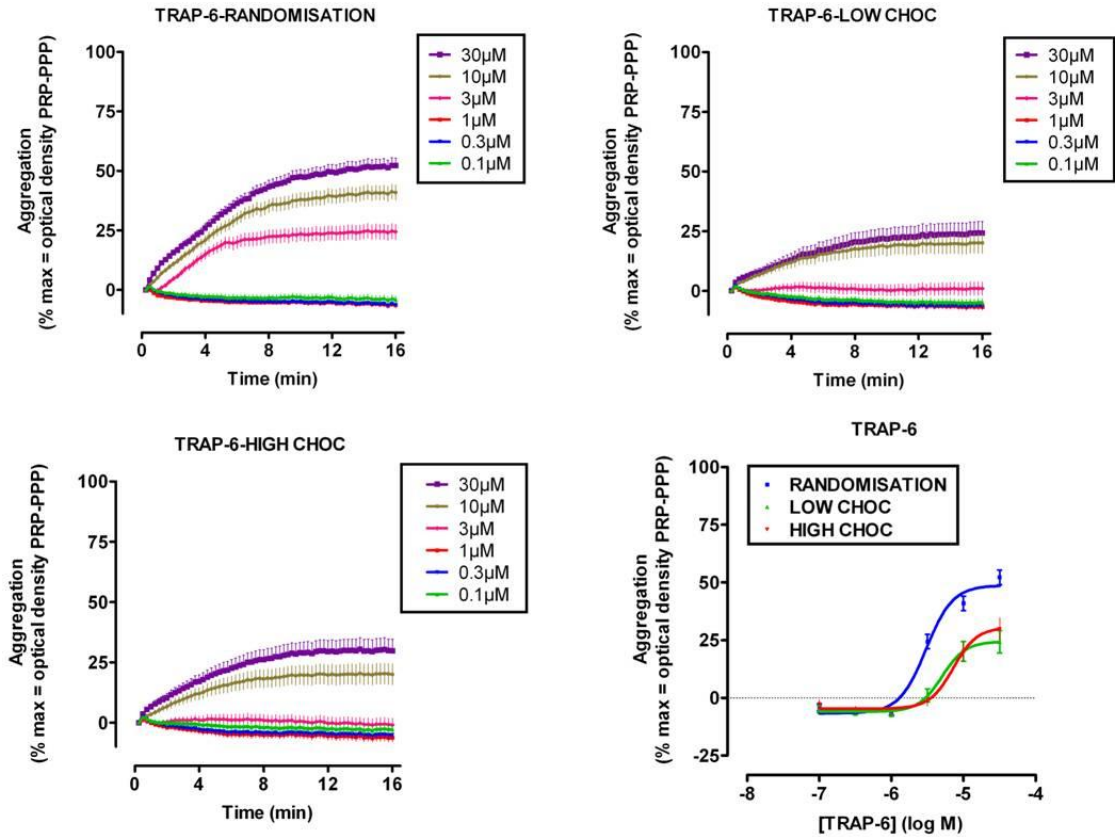 TRAP-6-RANDOMISATION
100
75
50
25
0
Aggregation
(% max = optical density PRP-PPP)
30µM
10µM
3µM
1µM
0.3µM
0.1µM
0 4 8 12 16
Time (min)
TRAP-6-LOW CHOC
100
75
50
25
0
Aggregation
(% max = optical density PRP-PPP)
30µM
10µM
3µM
1µM
0.3µM
0.1µM
0 4 8 12 16
Time (min)
TRAP-6-HIGH CHOC
100
75
50
25
0
Aggregation
(% max = optical density PRP-PPP)
30µM
10µM
3µM
1µM
0.3µM
0.1µM
0 4 8 12 16
Time (min)
TRAP-6
100
75
50
25
0
-25
Aggregation
(% max = optical density PRP-PPP)
RANDOMISATION
LOW CHOC
HIGH CHOC
-8 -7 -6 -5 -4
[TRAP-6] (log M)